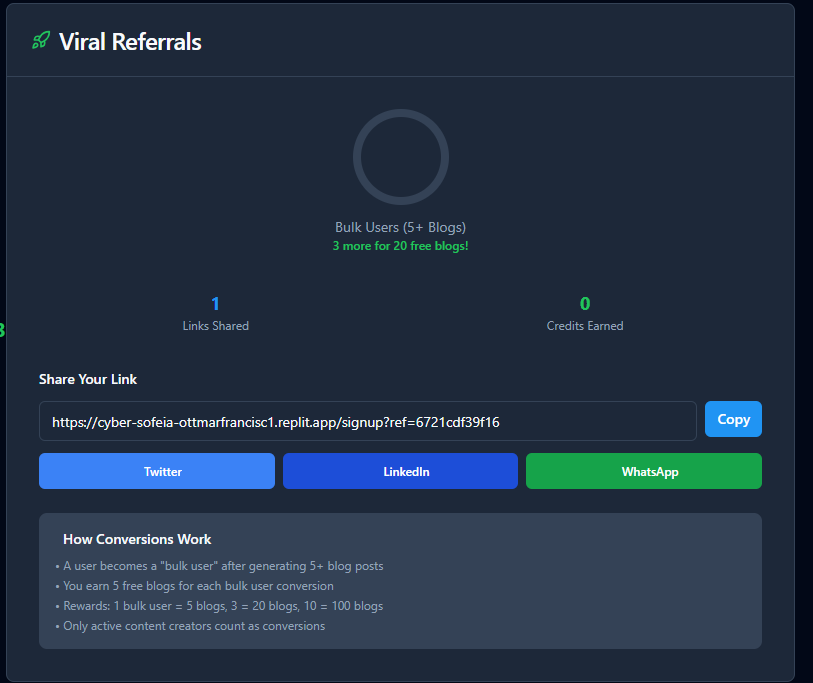 Viral Referrals
Bulk Users (5+ Blogs)
3 more for 20 free blogs!
1
Links Shared
0
Credits Earned
Share Your Link
https://cyber-sofeia-ottmarfrancisc1.replit.app/signup?ref=6721cdf39f16
Copy
Twitter
LinkedIn
WhatsApp
How Conversions Work
• A user becomes a "bulk user" after generating 5+ blog posts
• You earn 5 free blogs for each bulk user conversion
• Rewards: 1 bulk user = 5 blogs, 3 = 20 blogs, 10 = 100 blogs
• Only active content creators count as conversions